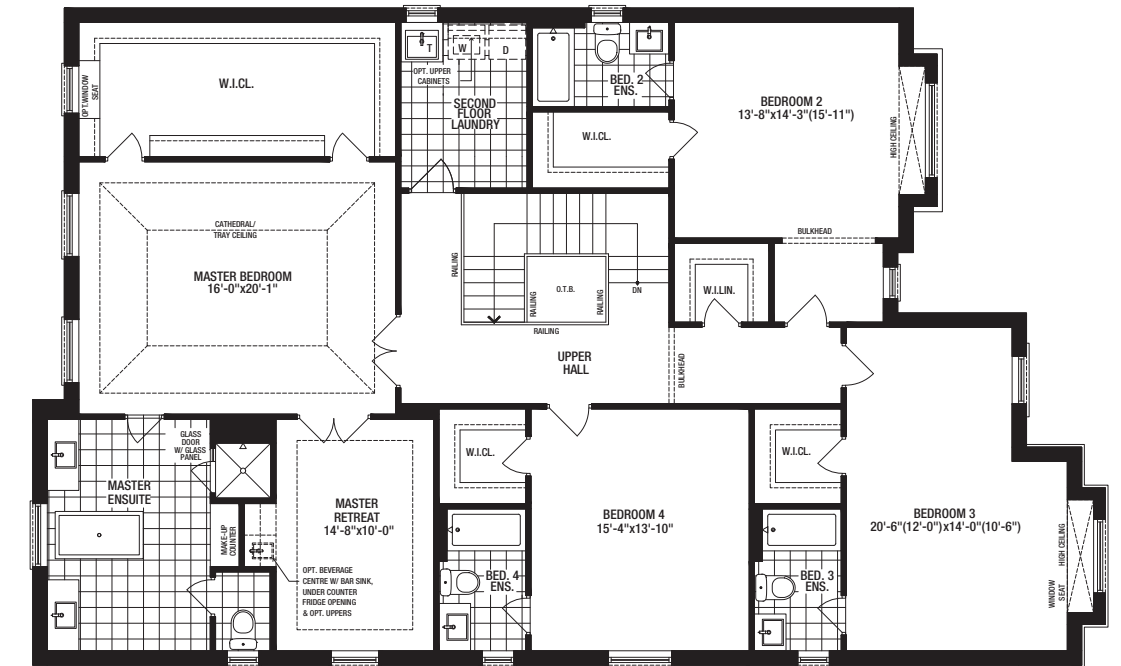 W.I.CL.
OPT.WINDOW
SEAT
T
W
D
OPT. UPPER
CABINETS
SECOND
FLOOR
LAUNDRY
BED. 2
ENS.
W.I.CL.
BEDROOM 2
13'-8"x14'-3"(15'-11")
HIGH CEILING
BULKHEAD
CATHEDRAL/
TRAY CEILING
MASTER BEDROOM
16'-0"x20'-1"
RAILING
RAILING
O.T.B.
RAILING
DN
RAILING
W.I.LIN.
UPPER
HALL
BULKHEAD
GLASS
DOOR
W/ GLASS
PANEL
MASTER
ENSUITE
MAKE-UP
COUNTER
MASTER
RETREAT
14'-8"x10'-0"
OPT. BEVERAGE
CENTRE W/ BAR SINK,
UNDER COUNTER
FRIDGE OPENING
& OPT. UPPERS
W.I.CL.
BED. 4
ENS.
BEDROOM 4
15'-4"x13'-10"
W.I.CL.
BED. 3
ENS.
BEDROOM 3
20'-6"(12'-0")x14'-0"(10'-6")
HIGH CEILING
WINDOW
SEAT